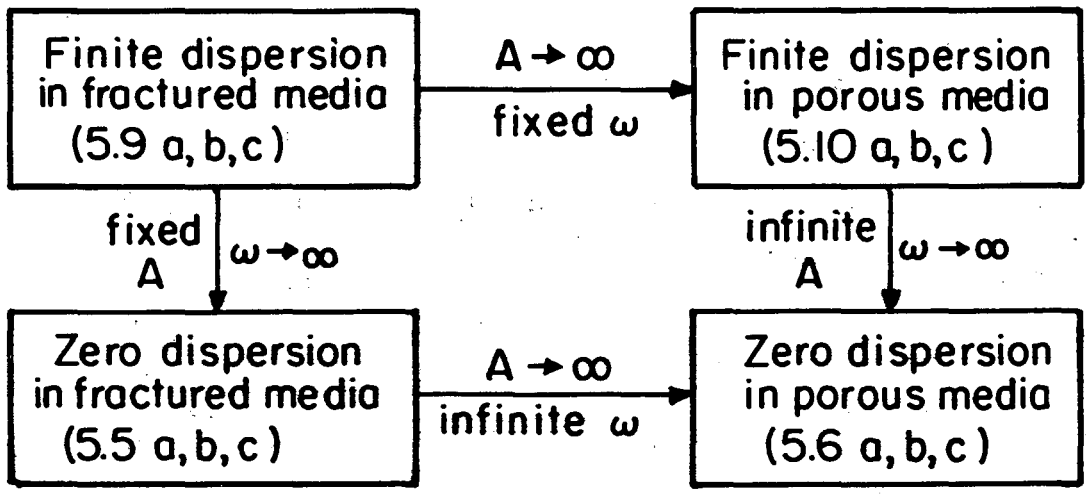 Finite dispersion
in fractured media
(5.9 a, b, c)
A → ∞
fixed ω
Finite dispersion
in porous media
(5.10 a, b, c)
fixed
A
ω → ∞
infinite
A
ω → ∞
Zero dispersion
in fractured media
(5.5 a, b, c)
A → ∞
infinite ω
Zero dispersion
in porous media
(5.6 a, b, c)